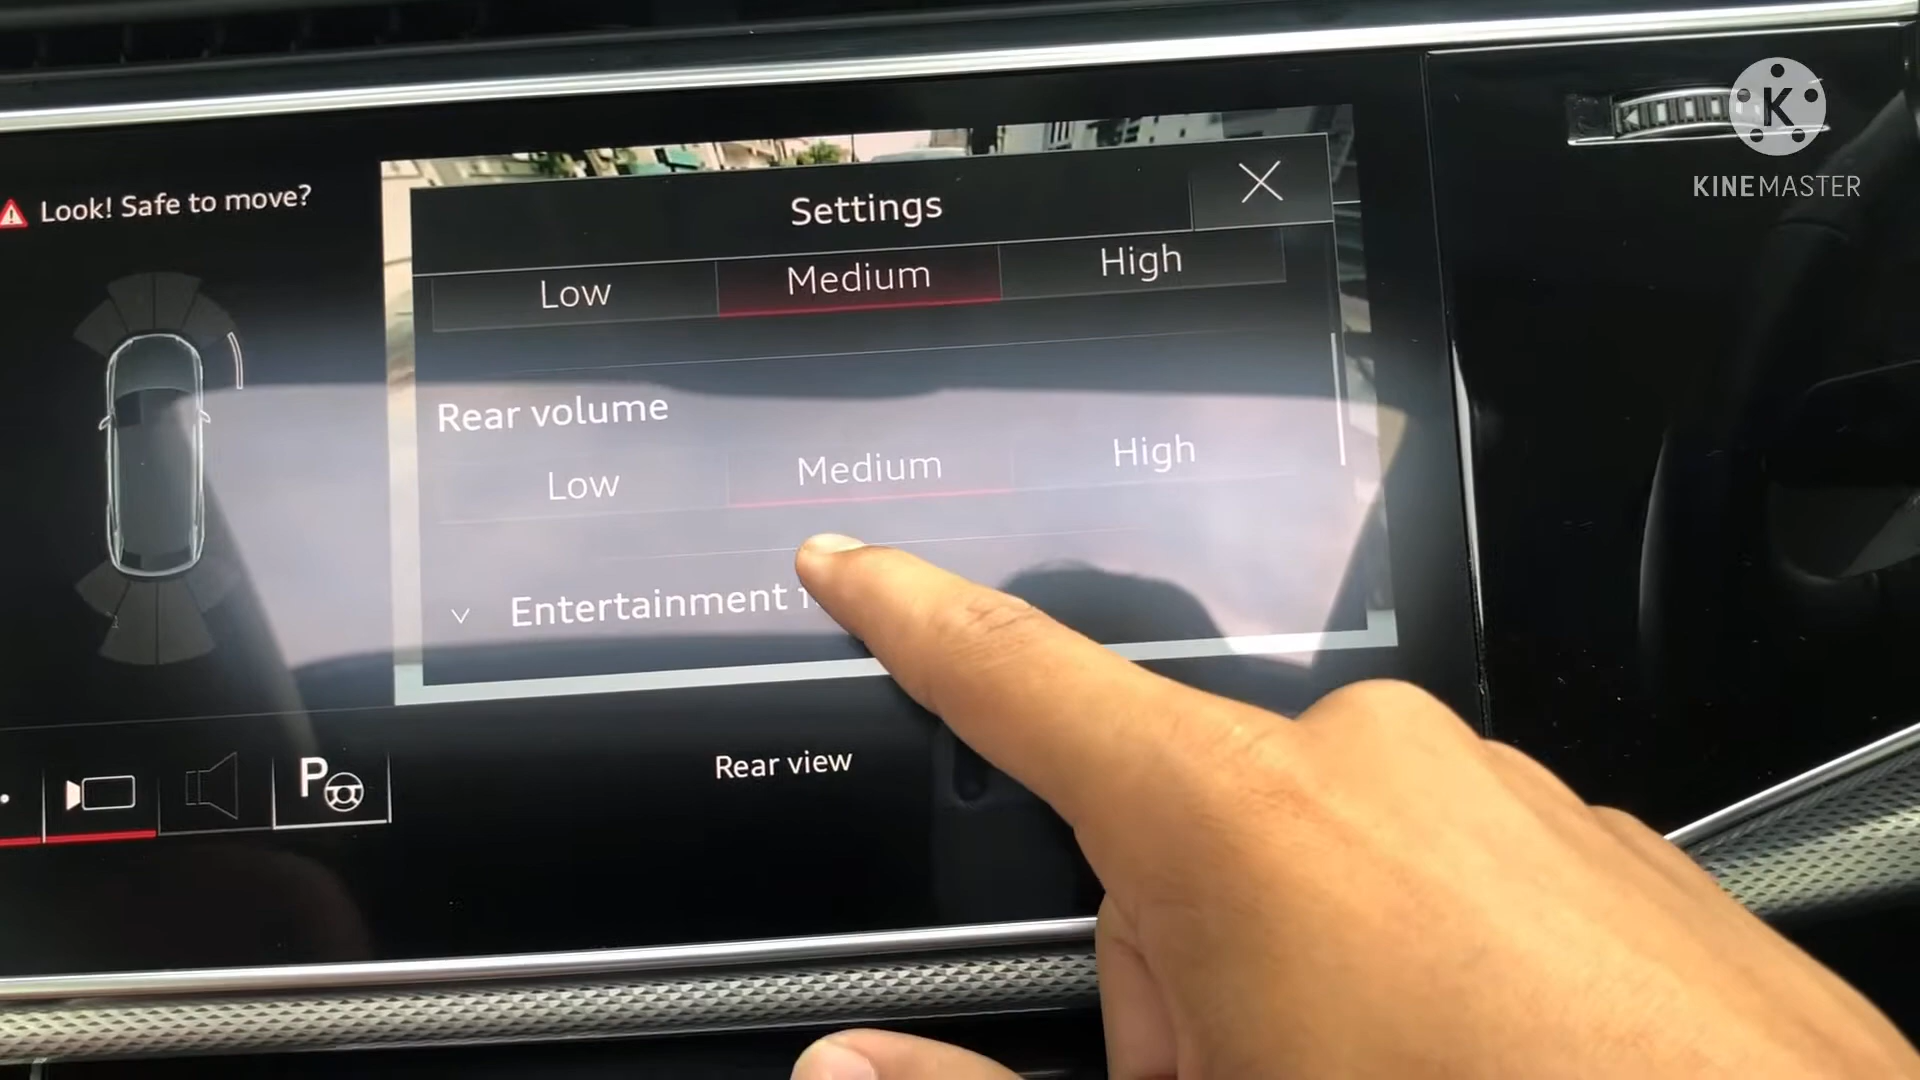 KINEMASTER
Look! Safe to move?
Settings
Low Medium High
Rear volume
Low Medium High
Entertainment
Rear view
P